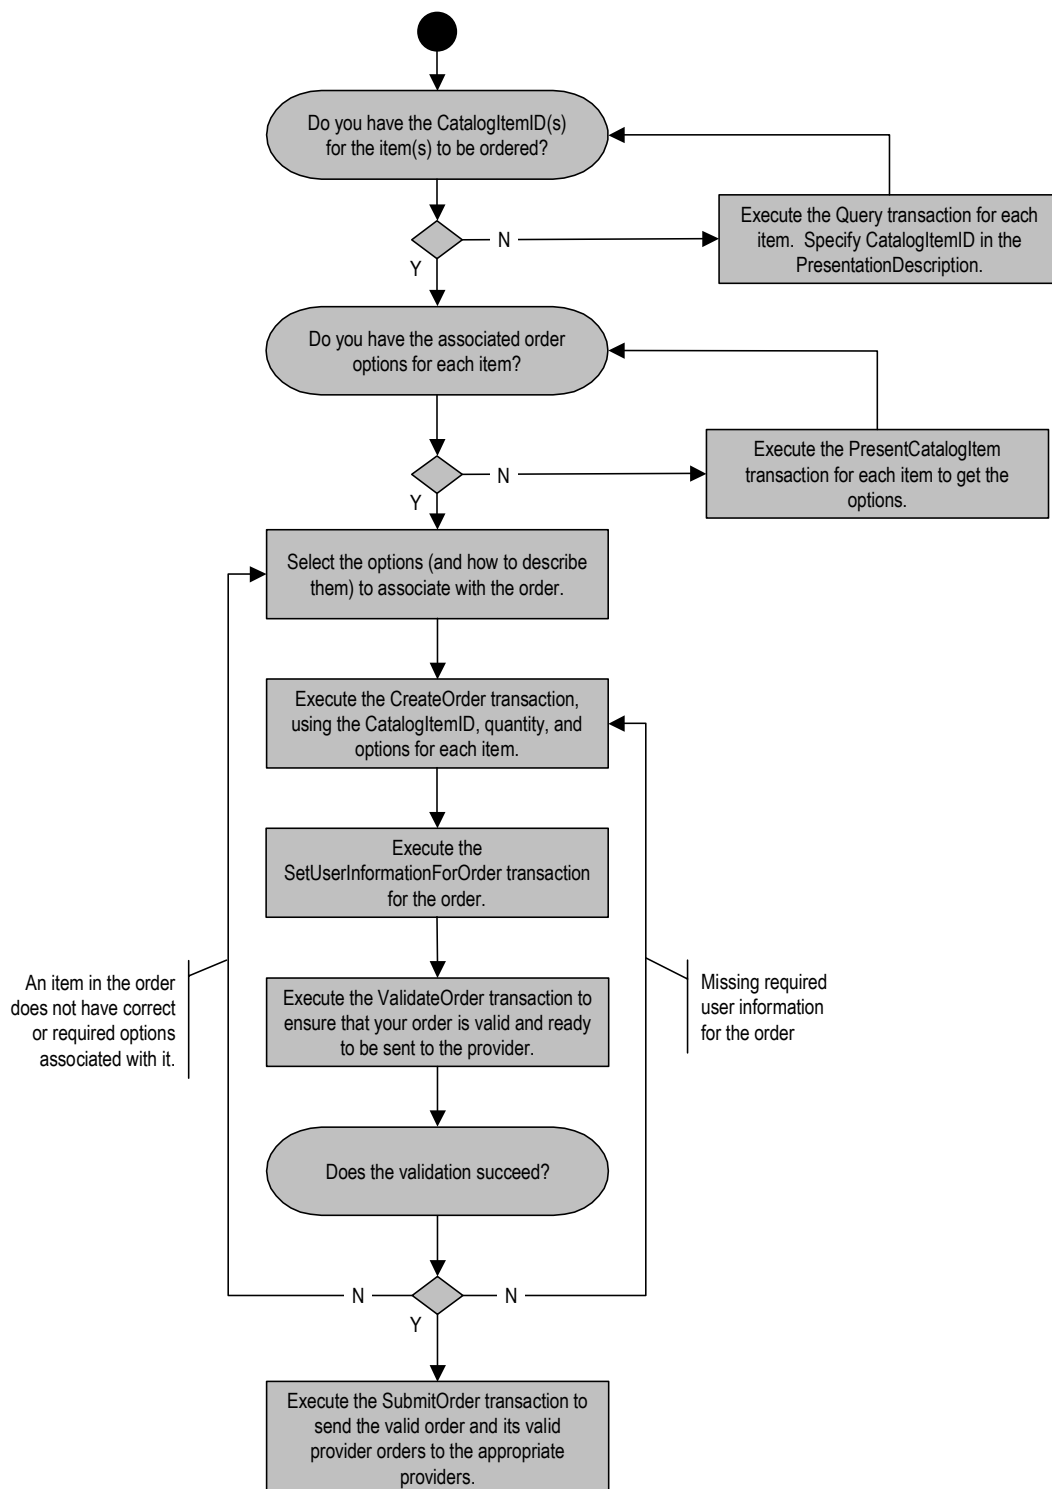 Do you have the CatalogItemID(s)
for the item(s) to be ordered?
N
Execute the Query transaction for each
item.  Specify CatalogItemID in the
PresentationDescription.
Y
Do you have the associated order
options for each item?
N
Execute the PresentCatalogItem
transaction for each item to get the
options.
Y
Select the options (and how to describe
them) to associate with the order.
Execute the CreateOrder transaction,
using the CatalogItemID, quantity, and
options for each item.
Execute the
SetUserInformationForOrder transaction
for the order.
An item in the order
does not have correct
or required options
associated with it.
Execute the ValidateOrder transaction to
ensure that your order is valid and ready
to be sent to the provider.
Missing required
user information
for the order
Does the validation succeed?
N
N
Y
Execute the SubmitOrder transaction to
send the valid order and its valid
provider orders to the appropriate
providers.